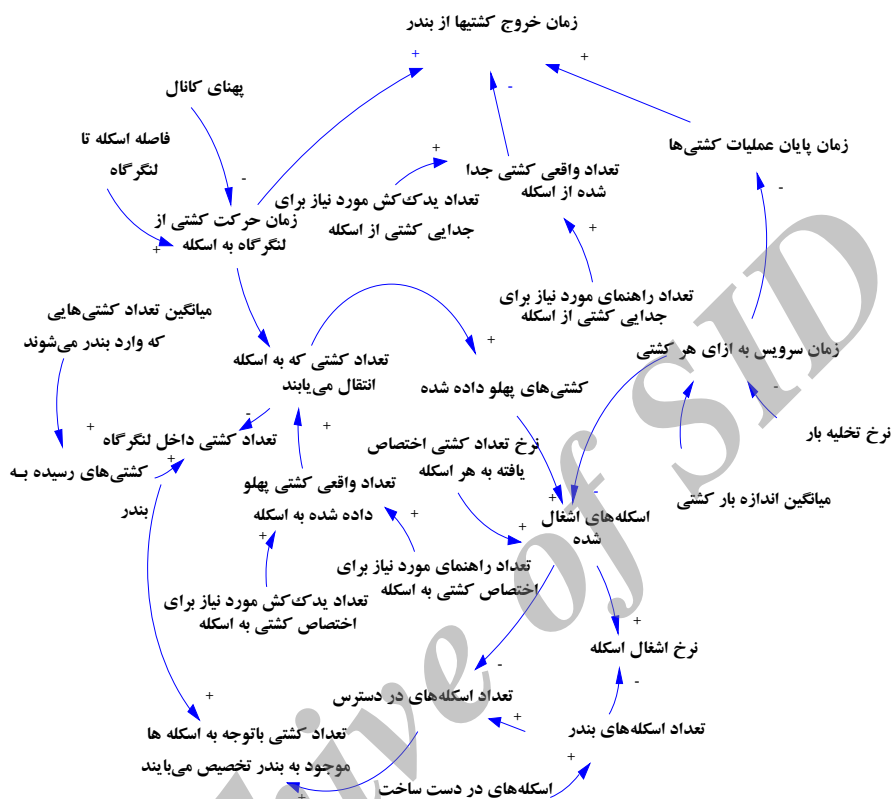 زمان خروج کشتیها از بندر
+
+
-
پهنای کانال
زمان پایان عملیات کشتی‌ها
فاصله اسکله تا
لنگرگاه
-
+
تعداد واقعی کشتی جدا
شده از اسکله
-
تعداد یدک‌کش مورد نیاز برای
جدایی کشتی از اسکله
زمان حرکت کشتی از
لنگرگاه به اسکله
+
+
تعداد راهنمای مورد نیاز برای
جدایی کشتی از اسکله
میانگین تعداد کشتی‌هایی
که وارد بندر می‌شوند
+
زمان سرویس به ازای هر کشتی
تعداد کشتی که به اسکله
انتقال می‌یابند
کشتی‌های پهلو داده شده
-
-
نرخ تخلیه بار
+
تعداد کشتی داخل لنگرگاه
+
نرخ تعداد کشتی اختصاص
یافته به هر اسکله
کشتی‌های رسیده بـه
بندر
+
تعداد واقعی کشتی پهلو
داده شده به اسکله
-
+
میانگین اندازه بار کشتی
اسکله‌های اشغال
شده
+
+
+
تعداد راهنمای مورد نیاز برای
اختصاص کشتی به اسکله
تعداد یدک‌کش مورد نیاز برای
اختصاص کشتی به اسکله
+
نرخ اشغال اسکله
-
-
+
تعداد اسکله‌های در دسترس
+
تعداد اسکله‌های بندر
تعداد کشتی باتوجه به اسکله ها
موجود به بندر تخصیص می‌یابند
+
+
اسکله‌های در دست ساخت
Archive of SID